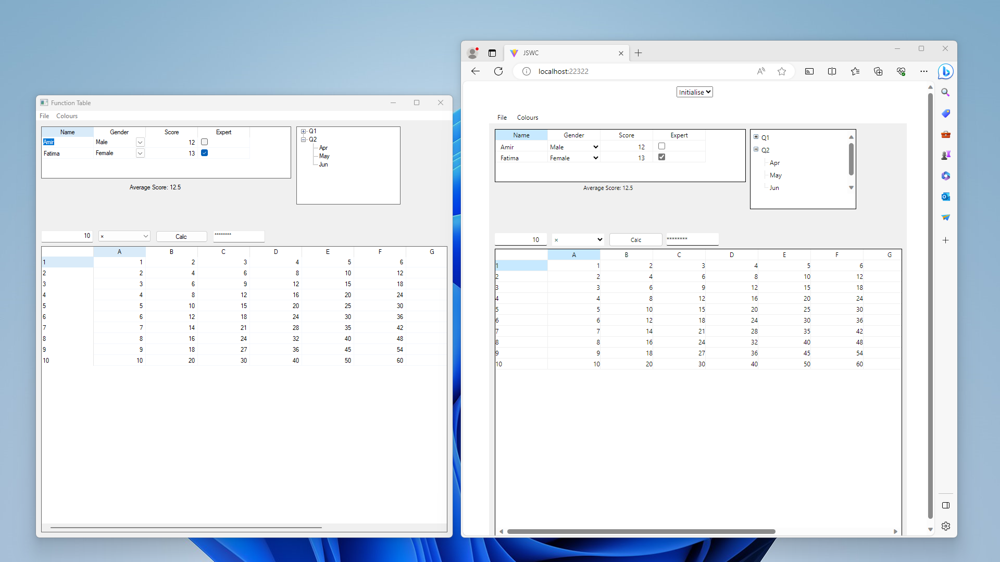 Function Table
File Colours
Name Gender Score Expert
Amir Male 12
Fatima Female 13
Average Score: 12.5
Q1
Q2
Apr
May
Jun
10 × Calc ********
A B C D E F G
1 1 2 3 4 5 6
2 2 4 6 8 10 12
3 3 6 9 12 15 18
4 4 8 12 16 20 24
5 5 10 15 20 25 30
6 6 12 18 24 30 36
7 7 14 21 28 35 42
8 8 16 24 32 40 48
9 9 18 27 36 45 54
10 10 20 30 40 50 60
JSWC
localhost:22322
Initialise
File Colours
Name Gender Score Expert
Amir Male 12
Fatima Female 13
Average Score: 12.5
Q1
Q2
Apr
May
Jun
10 × Calc ********
A B C D E F G
1 1 2 3 4 5 6
2 2 4 6 8 10 12
3 3 6 9 12 15 18
4 4 8 12 16 20 24
5 5 10 15 20 25 30
6 6 12 18 24 30 36
7 7 14 21 28 35 42
8 8 16 24 32 40 48
9 9 18 27 36 45 54
10 10 20 30 40 50 60